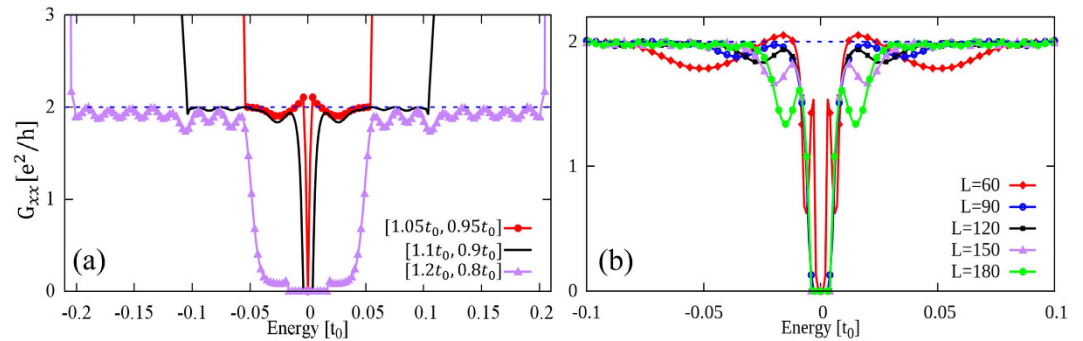 3
2
1
0
G_xx [e²/h]
(a)
[1.05t₀, 0.95t₀]
[1.1t₀, 0.9t₀]
[1.2t₀, 0.8t₀]
-0.2 -0.15 -0.1 -0.05 0 0.05 0.1 0.15 0.2
Energy [t₀]
2
1
0
(b)
L=60
L=90
L=120
L=150
L=180
-0.1 -0.05 0 0.05 0.1
Energy [t₀]